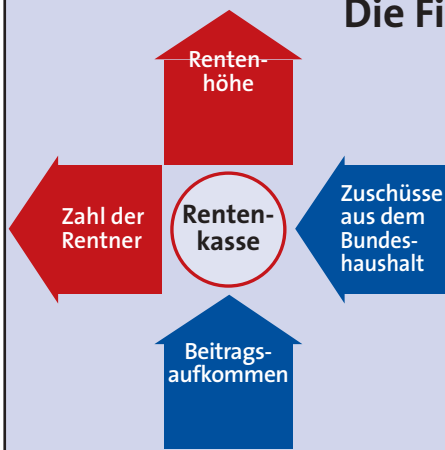 Die Fi
Renten-
höhe
Zahl der
Rentner
Renten-
kasse
Zuschüsse
aus dem
Bundes-
haushalt
Beitrags-
aufkommen